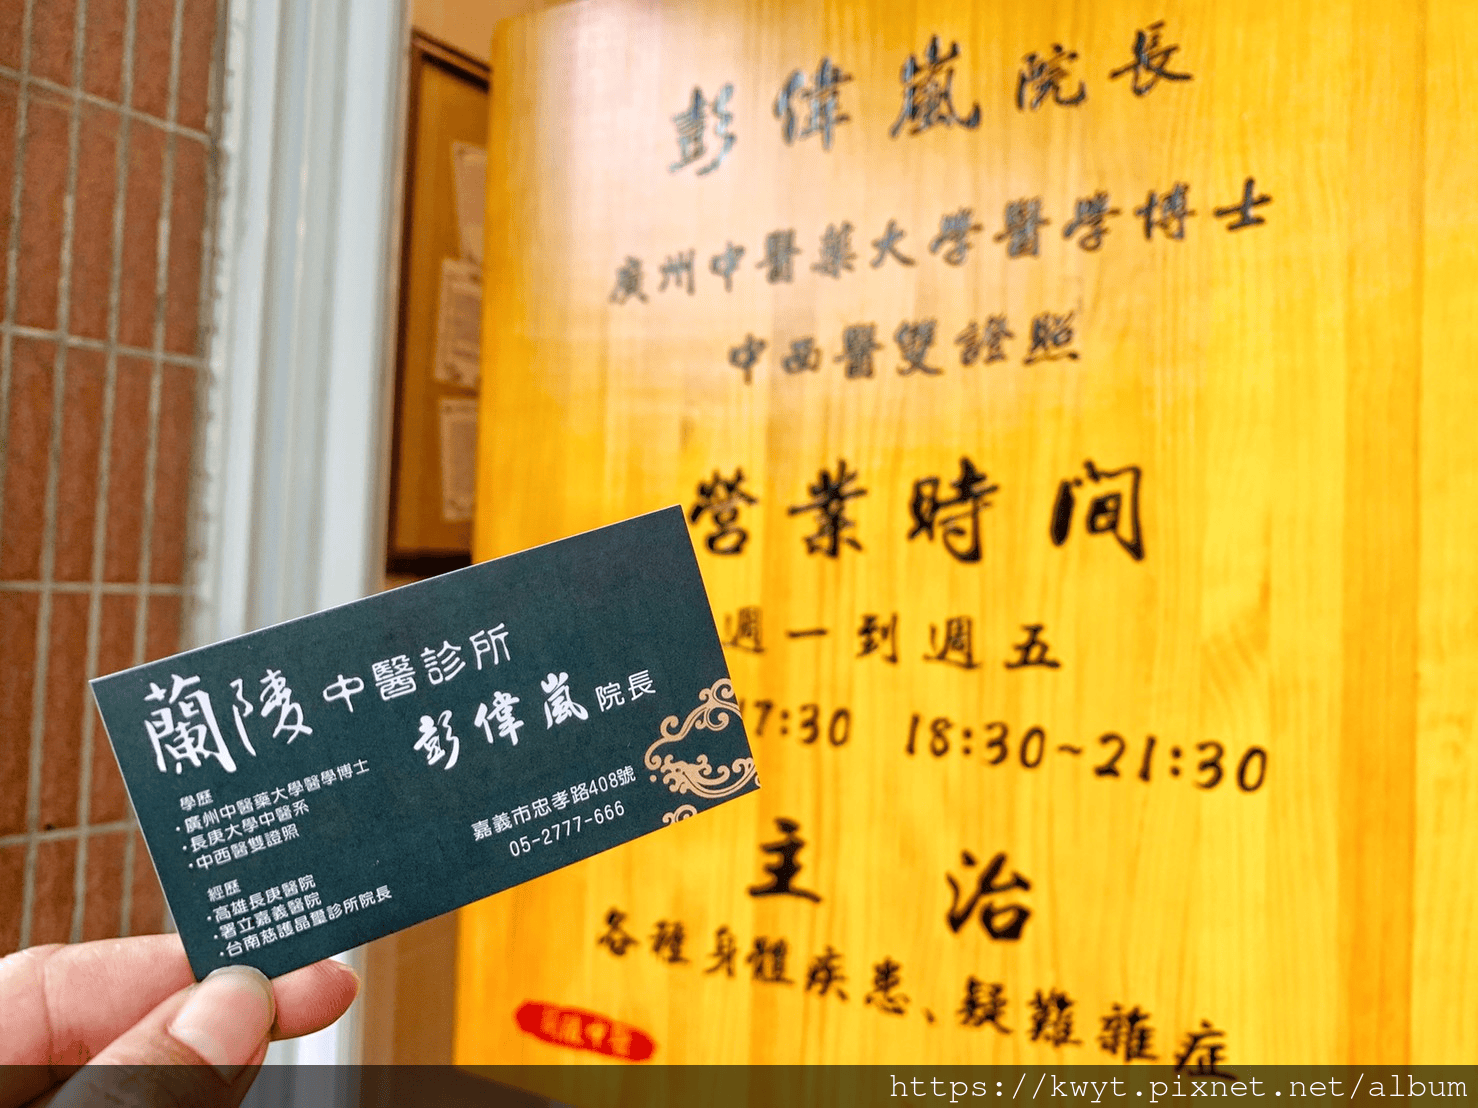 彭偉嵐院長
廣州中醫藥大學醫學博士
中西醫雙證照
營業時間
週一到週五
17:30 18:30~21:30
主治
各種身體疾患、疑難雜症
蘭陵中醫診所
彭偉嵐院長
學歷
·廣州中醫藥大學醫學博士
·長庚大學中醫系
·中西醫雙證照
經歷
·高雄長庚醫院
·署立嘉義醫院
·台南慈護晶量診所院長
嘉義市忠孝路408號
05-2777-666
https://kwyt.pixnet.net/album